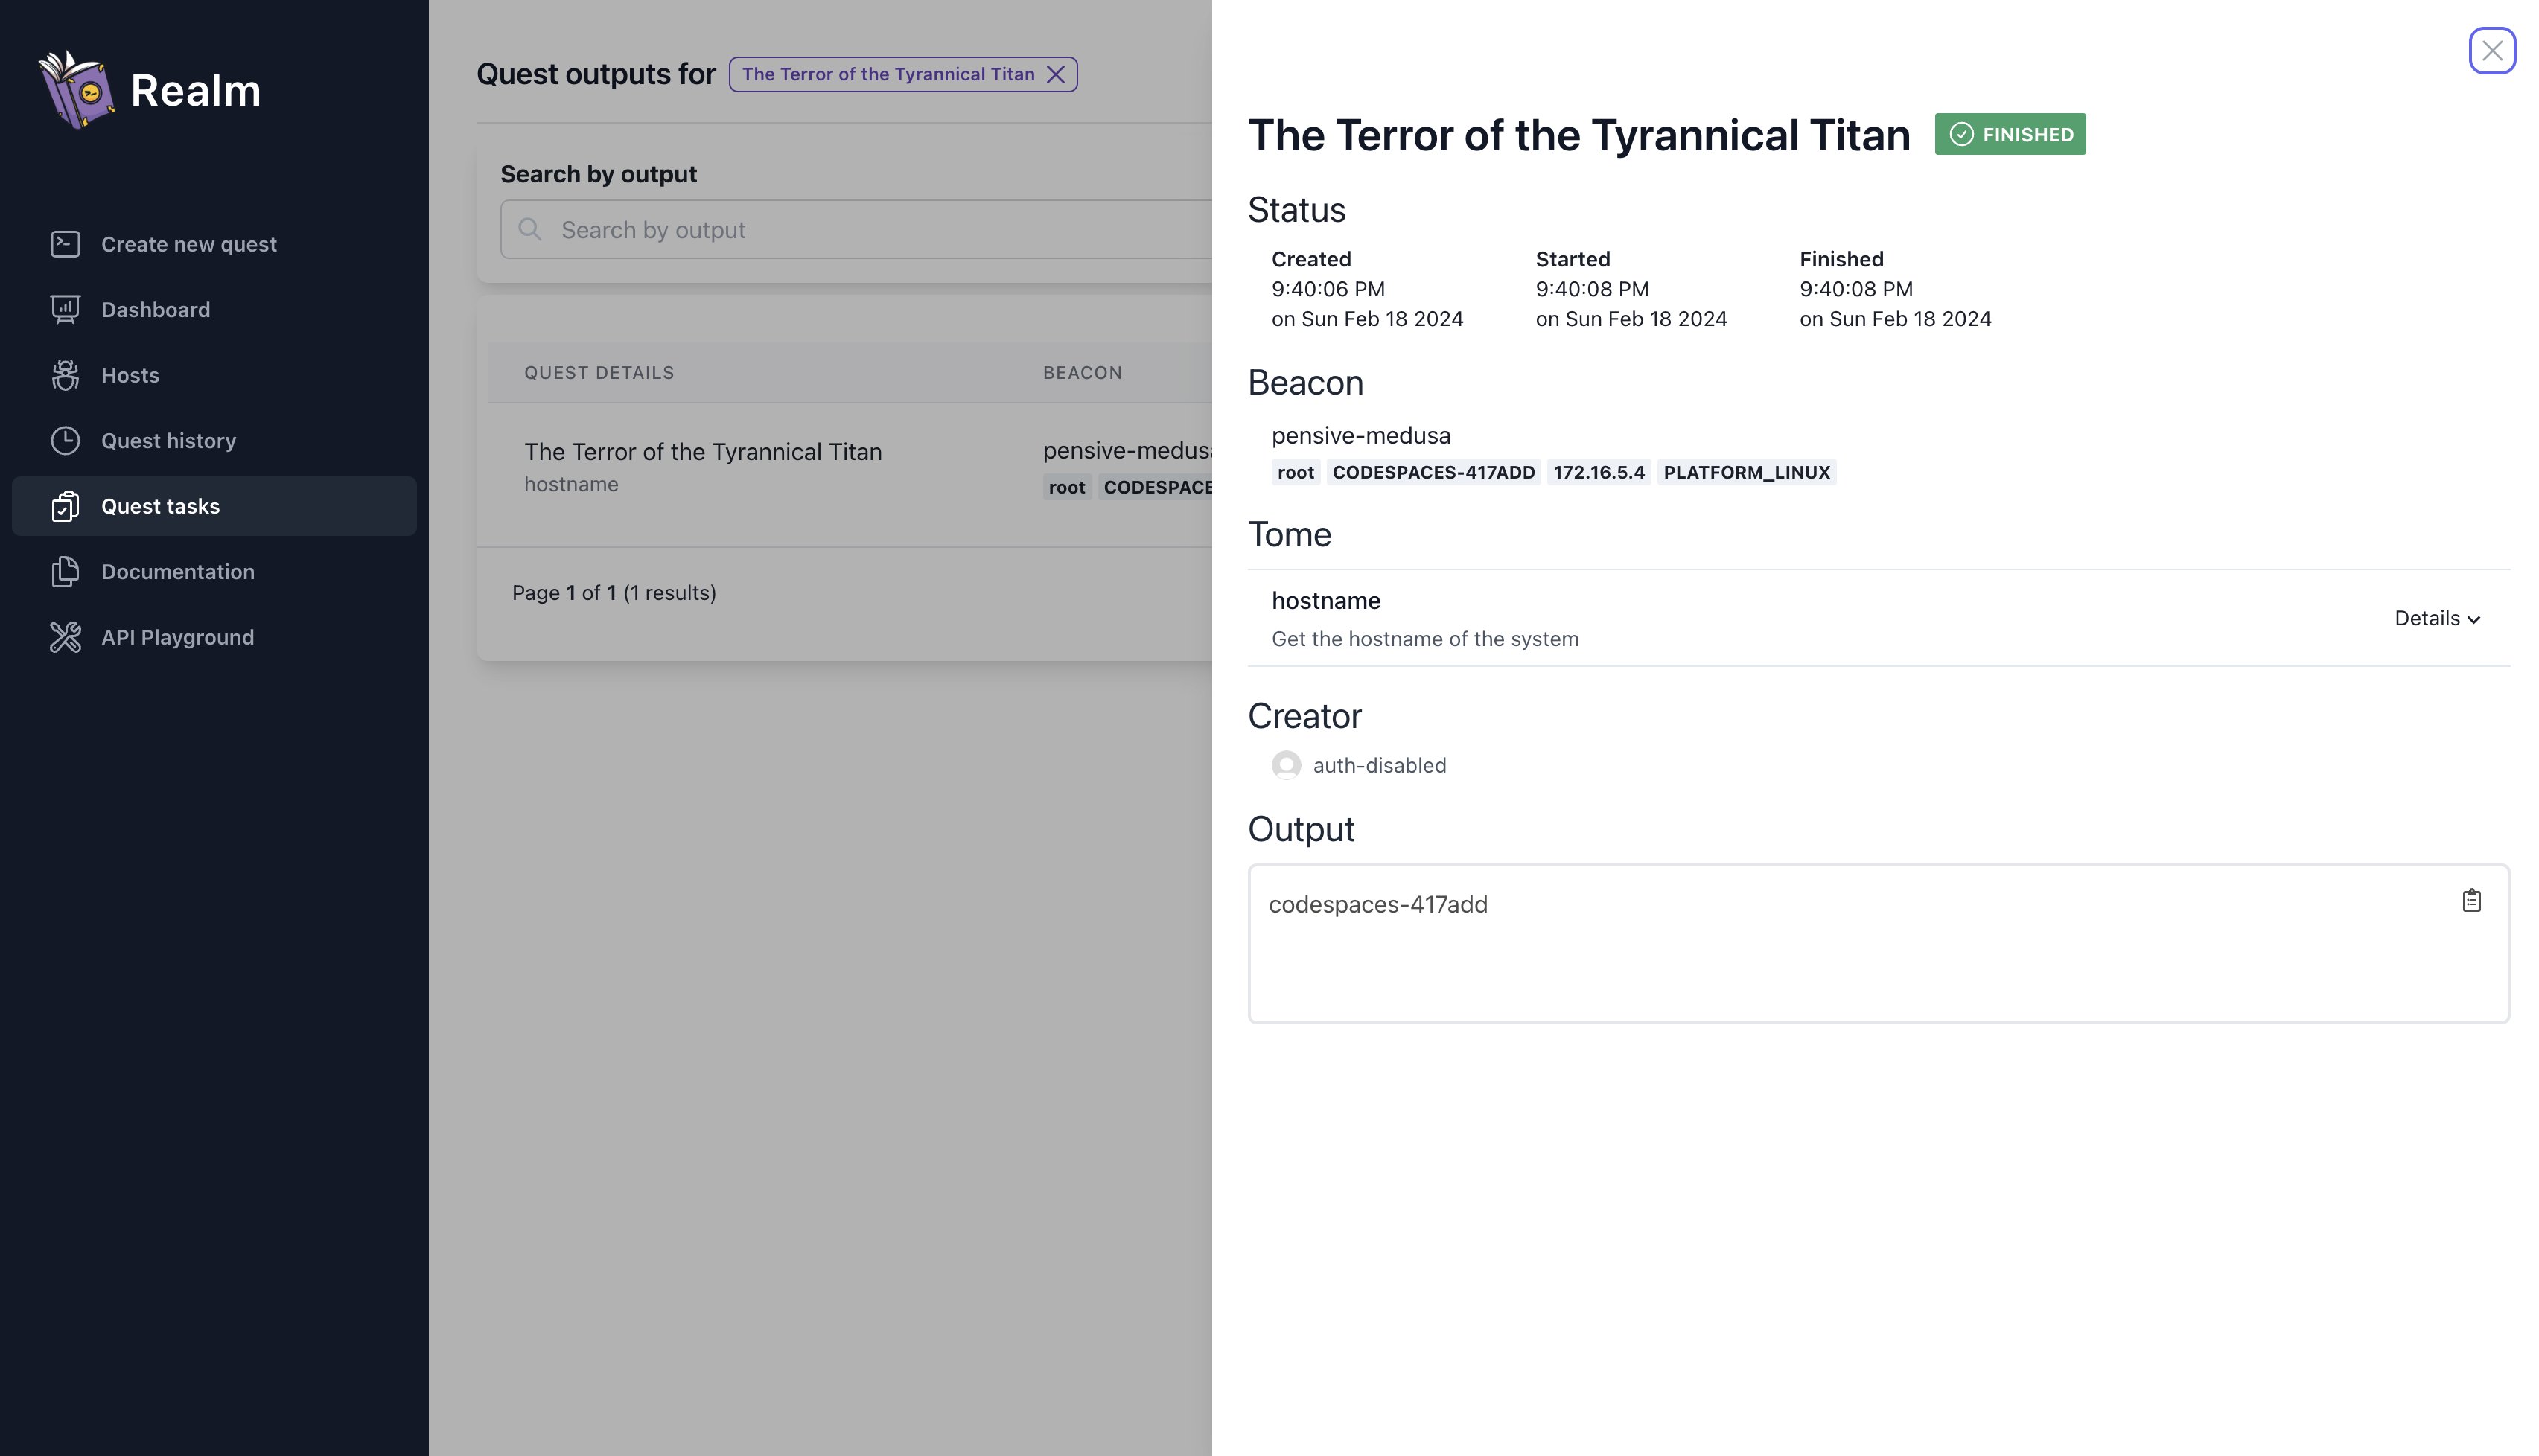 Realm
Create new quest
Dashboard
Hosts
Quest history
Quest tasks
Documentation
API Playground
Quest outputs for The Terror of the Tyrannical Titan
Search by output
Search by output
QUEST DETAILS BEACON
The Terror of the Tyrannical Titan
hostname
pensive-medusa
root CODESPACE
Page 1 of 1 (1 results)
The Terror of the Tyrannical Titan FINISHED
Status
Created Started Finished
9:40:06 PM 9:40:08 PM 9:40:08 PM
on Sun Feb 18 2024 on Sun Feb 18 2024 on Sun Feb 18 2024
Beacon
pensive-medusa
root CODESPACES-417ADD 172.16.5.4 PLATFORM_LINUX
Tome
hostname
Get the hostname of the system
Details
Creator
auth-disabled
Output
codespaces-417add